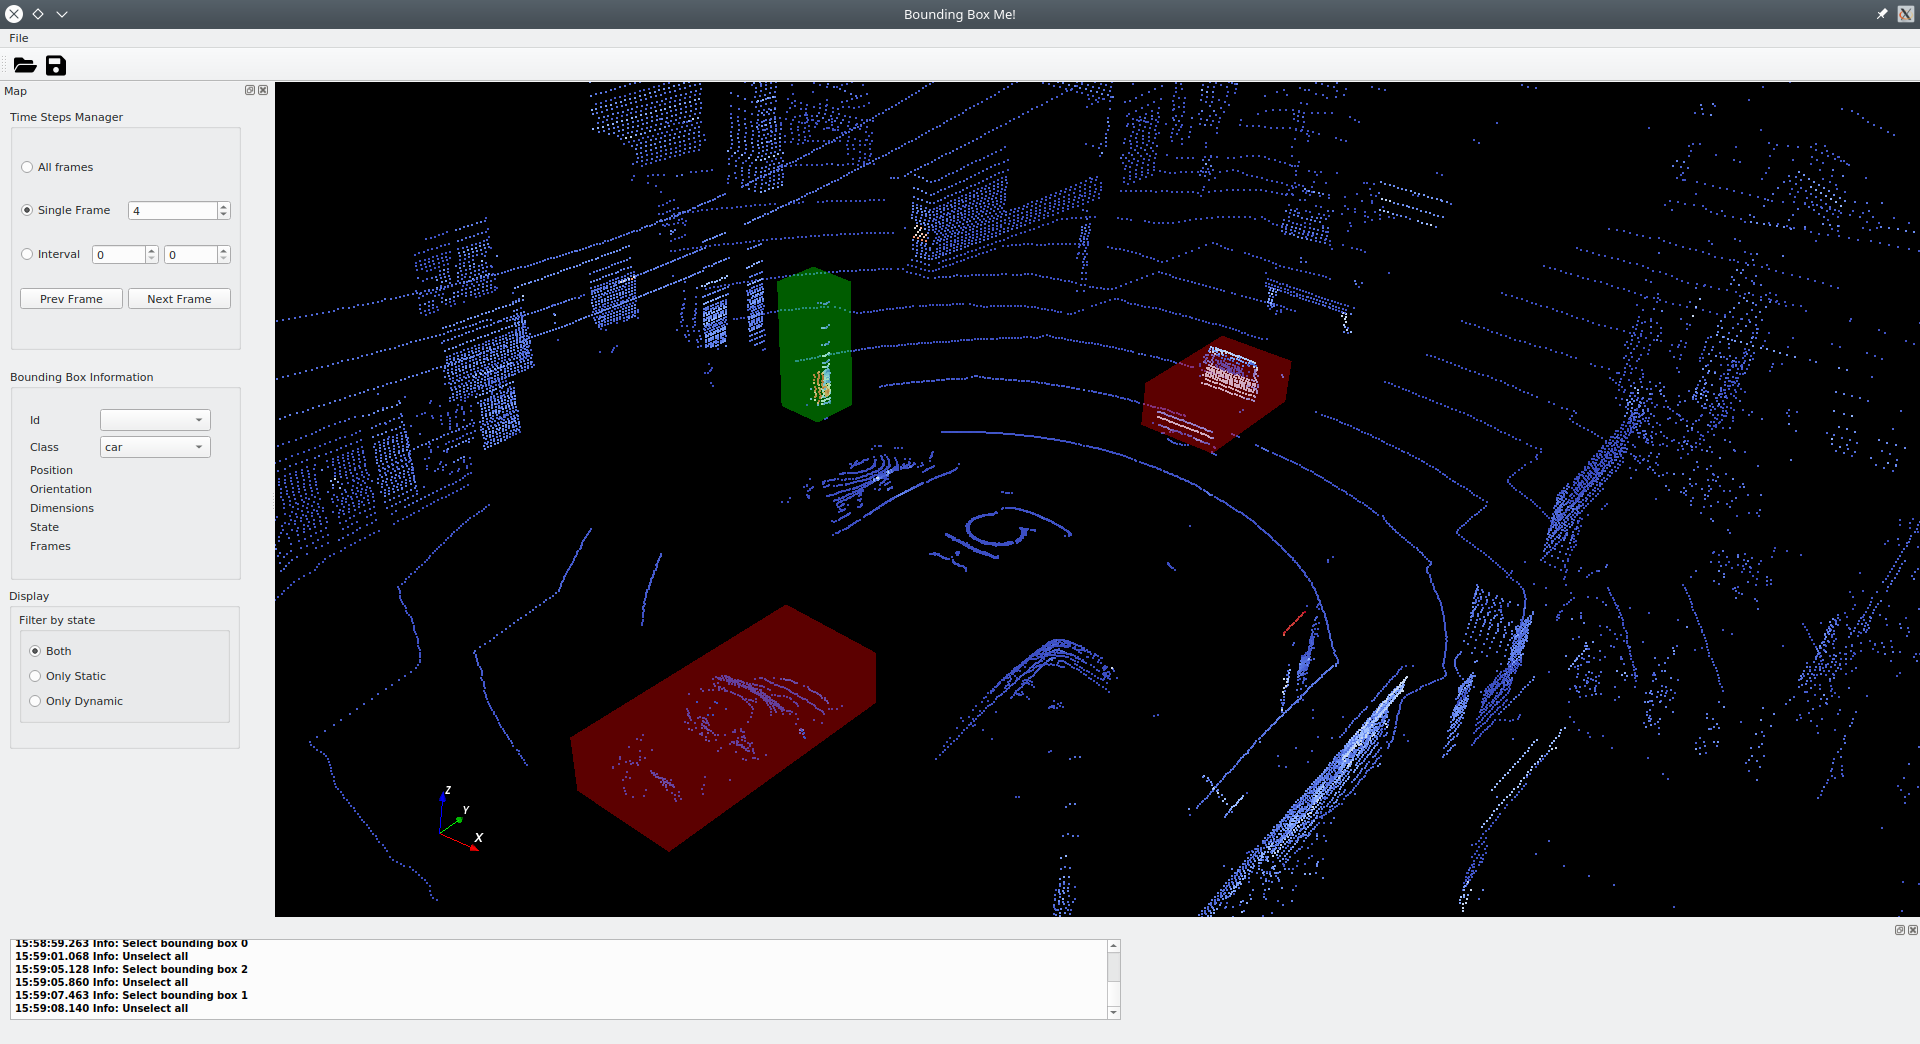 Bounding Box Me!
File
Map
Time Steps Manager
All frames
Single Frame 4
Interval 0 0
Prev Frame Next Frame
Bounding Box Information
Id
Class car
Position
Orientation
Dimensions
State
Frames
Display
Filter by state
Both
Only Static
Only Dynamic
Z
Y
X
15:58:59.263 Info: Select bounding box 0
15:59:01.068 Info: Unselect all
15:59:05.128 Info: Select bounding box 2
15:59:05.860 Info: Unselect all
15:59:07.463 Info: Select bounding box 1
15:59:08.140 Info: Unselect all